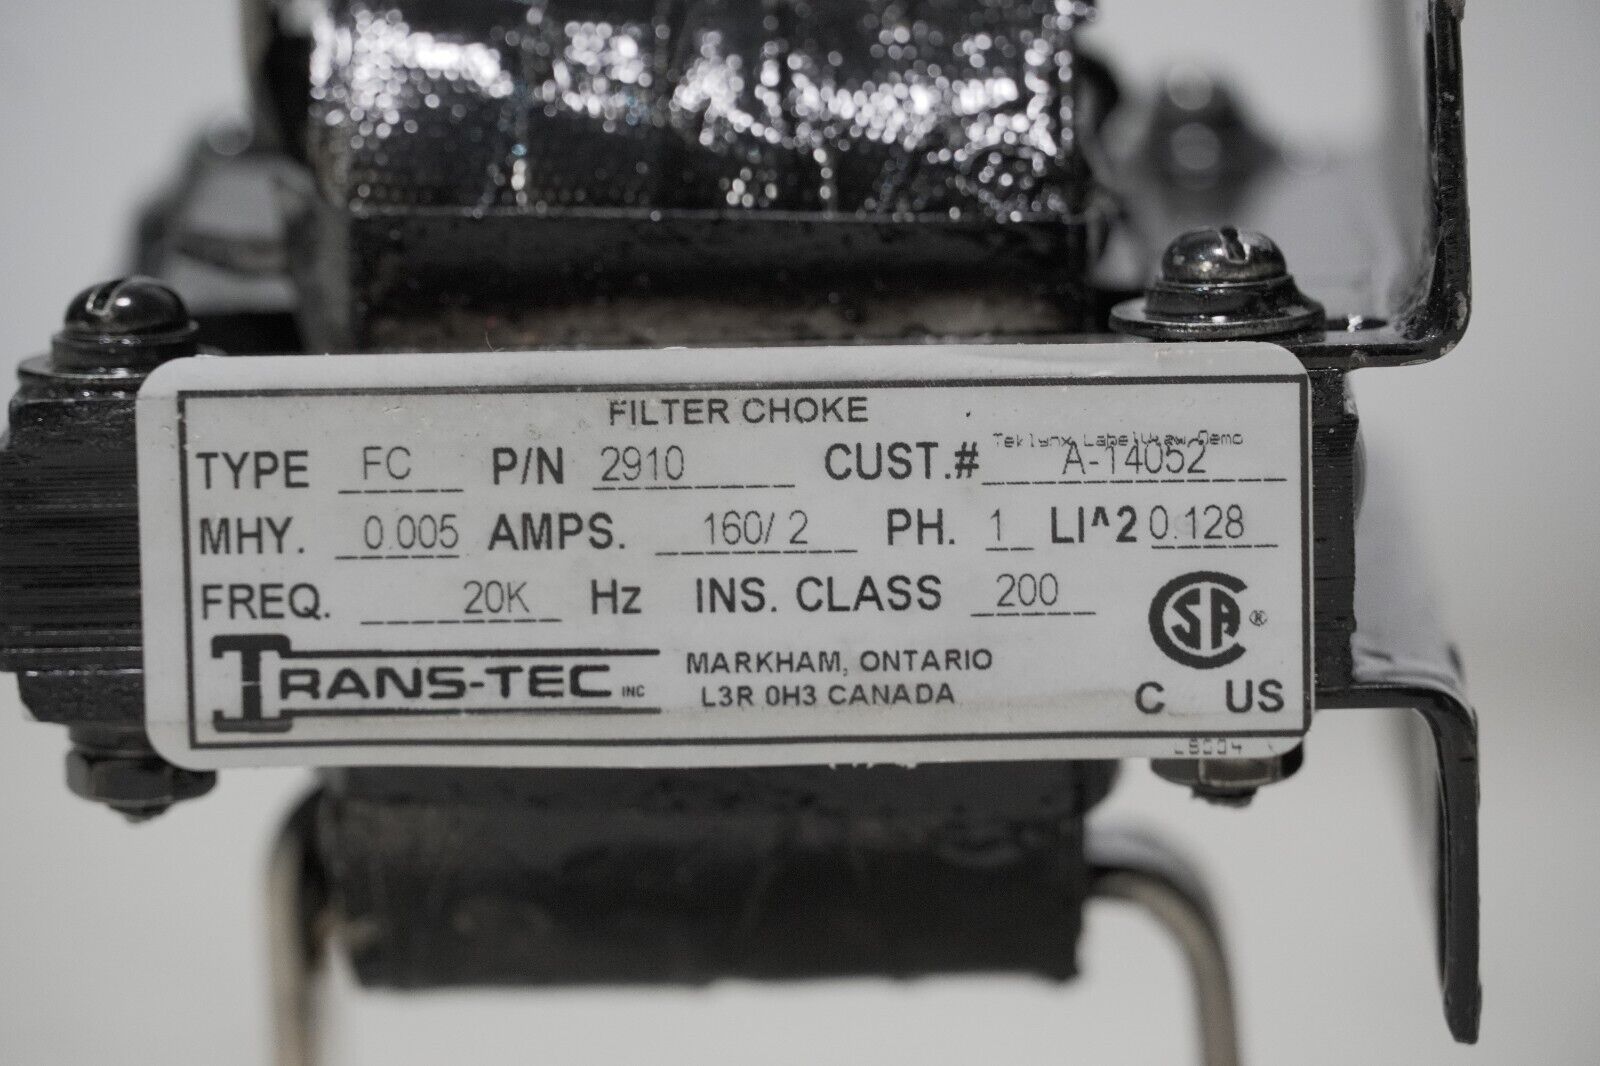 FILTER CHOKE
Teklynx LabelView Demo
TYPE FC P/N 2910 CUST.# A-14052
MHY. 0.005 AMPS. 160/ 2 PH. 1 LI^2 0.128
FREQ. 20K Hz INS. CLASS 200
TRANS-TEC INC MARKHAM, ONTARIO
L3R 0H3 CANADA
CSA ®
C US